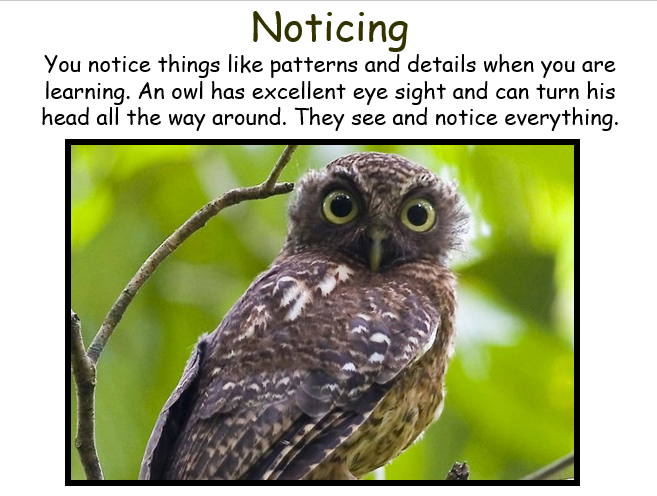 Noticing
You notice things like patterns and details when you are
learning. An owl has excellent eye sight and can turn his
head all the way around. They see and notice everything.